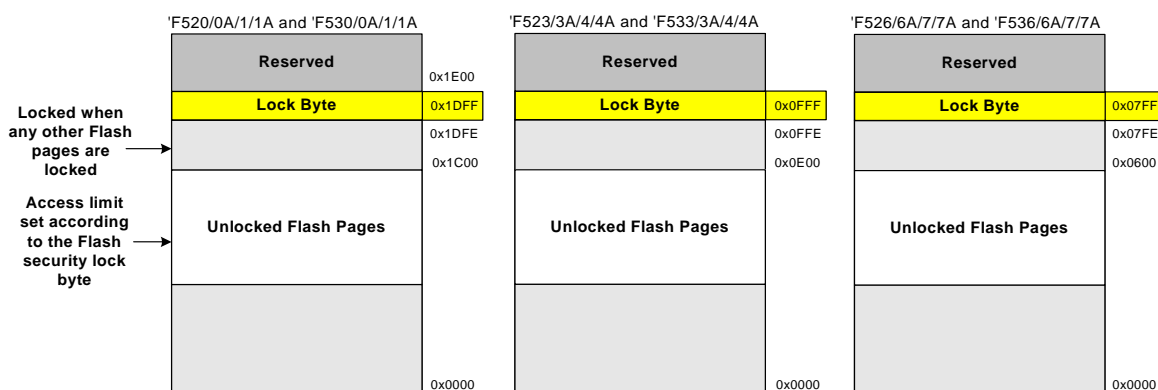 'F520/0A/1/1A and 'F530/0A/1/1A
Reserved
0x1E00
Lock Byte
0x1DFF
0x1DFE
0x1C00
Unlocked Flash Pages
0x0000
Locked when
any other Flash
pages are
locked
Access limit
set according
to the Flash
security lock
byte
'F523/3A/4/4A and 'F533/3A/4/4A
Reserved
Lock Byte
0x0FFF
0x0FFE
0x0E00
Unlocked Flash Pages
0x0000
'F526/6A/7/7A and 'F536/6A/7/7A
Reserved
Lock Byte
0x07FF
0x07FE
0x0600
Unlocked Flash Pages
0x0000